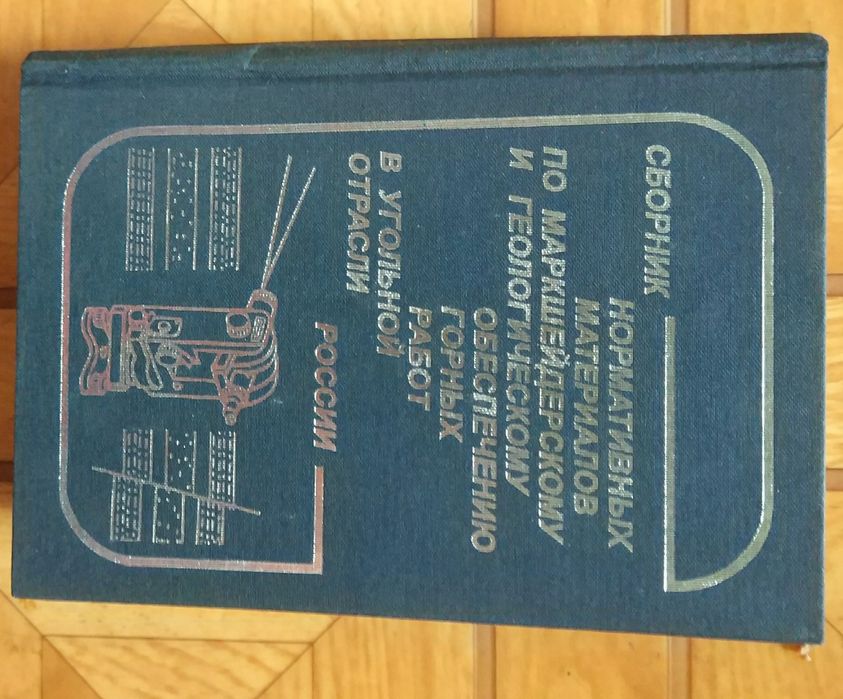 СБОРНИК
НОРМАТИВНЫХ
МАТЕРИАЛОВ
ПО МАРКШЕЙДЕРСКОМУ
И ГЕОЛОГИЧЕСКОМУ
ОБЕСПЕЧЕНИЮ
ГОРНЫХ
РАБОТ
В УГОЛЬНОЙ
ОТРАСЛИ
РОССИИ